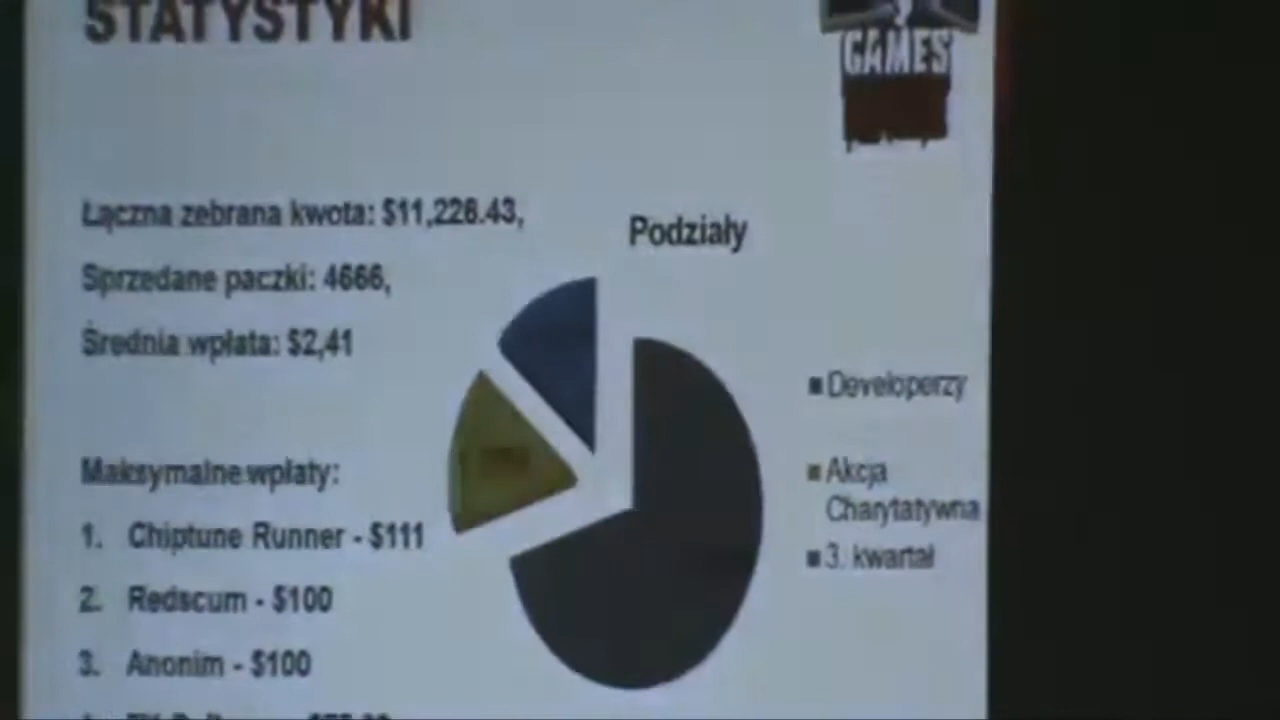 STATYSTYKI
GAMES
Łączna zebrana kwota: $11,226.43,
Podziały
Sprzedane paczki: 4666,
Średnia wpłata: $2,41
Developerzy
Akcja
Charytatywna
3. kwartał
Maksymalne wpłaty:
1. Chiptune Runner - $111
2. Redscum - $100
3. Anonim - $100